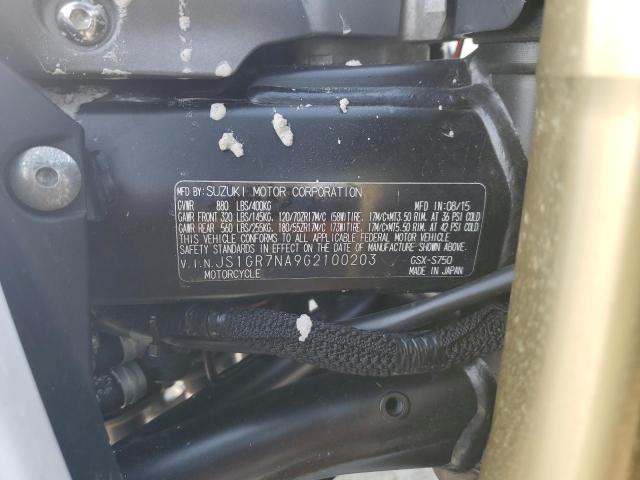 MFD BY: SUZUKI MOTOR CORPORATION
GVWR 880 LBS/400KG MFD IN:08/15
GAWR FRONT 320 LBS/145KG. 120/70ZR17M/C (58W)TIRE. 17M/C×MT3.50 RIM. AT 36 PSI COLD
GAWR REAR 560 LBS/255KG. 180/55ZR17M/C (73W)TIRE. 17M/C×MT5.50 RIM. AT 42 PSI COLD
THIS VEHICLE CONFORMS TO ALL APPLICABLE FEDERAL MOTOR VEHICLE
SAFETY STANDARDS IN EFFECT ON THE DATE OF MANUFACTURE SHOWN ABOVE.
V.I.N. JS1GR7NA9G2100203 GSX-S750
MOTORCYCLE MADE IN JAPAN